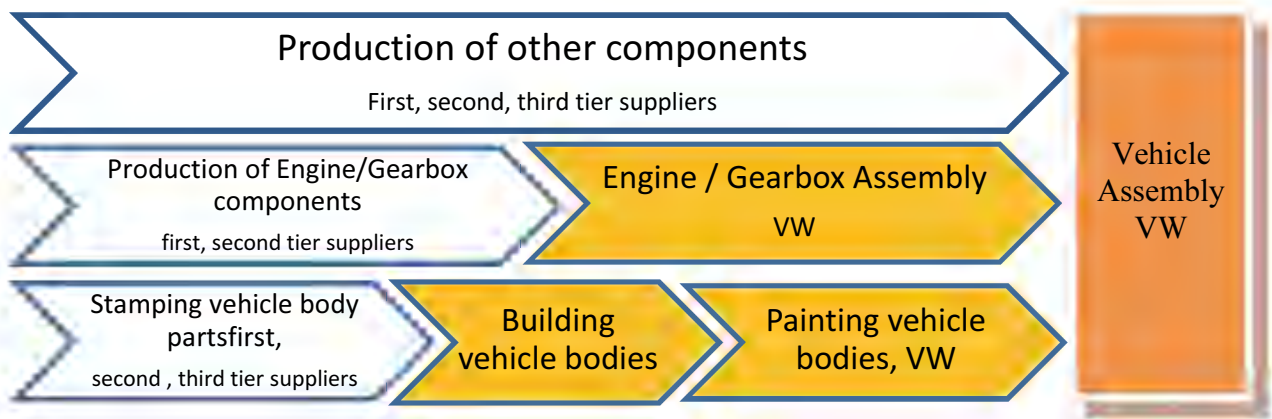 Production of other components
First, second, third tier suppliers
Production of Engine/Gearbox
components
first, second tier suppliers
Engine / Gearbox Assembly
VW
Stamping vehicle body
partsfirst,
second , third tier suppliers
Building
vehicle bodies
Painting vehicle
bodies, VW
Vehicle
Assembly
VW